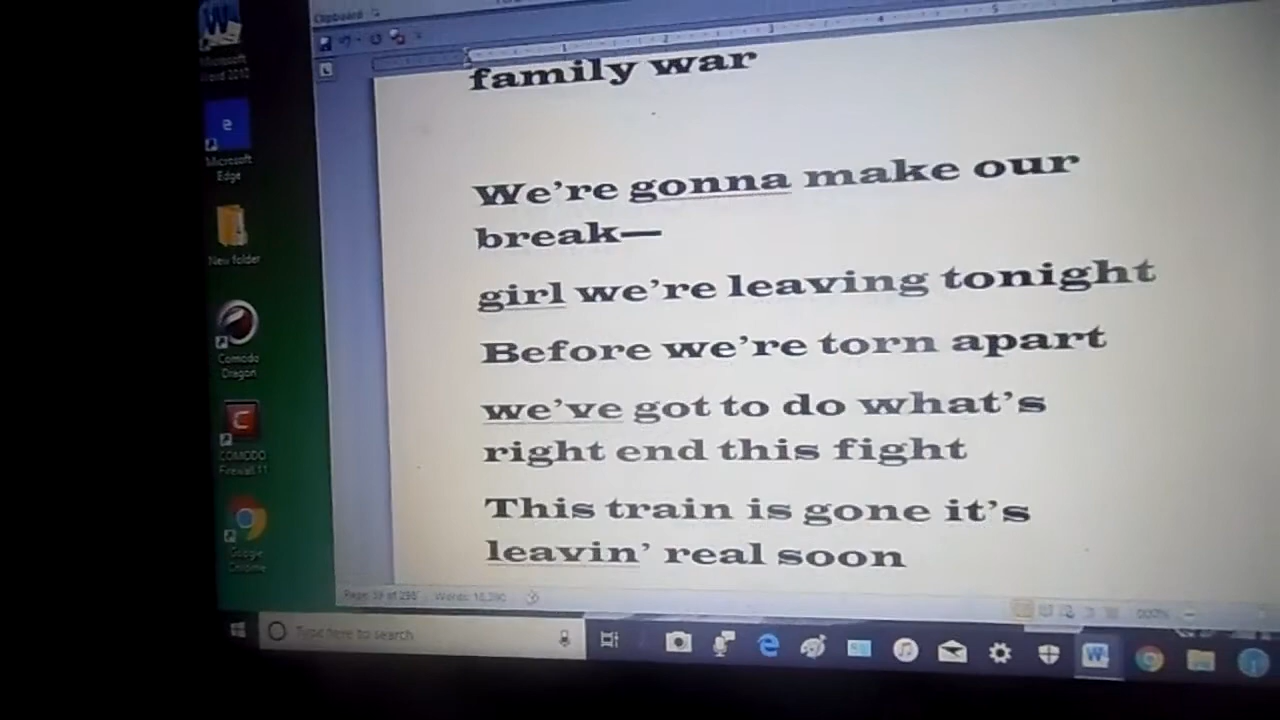 Clipboard
Microsoft
Word 2010
family war
We're gonna make our
break—
girl we're leaving tonight
Before we're torn apart
we've got to do what's
right end this fight
This train is gone it's
leavin' real soon
Microsoft
Edge
New folder
Comodo
Dragon
COMODO
Firewall 11
Google
Chrome
Type here to search